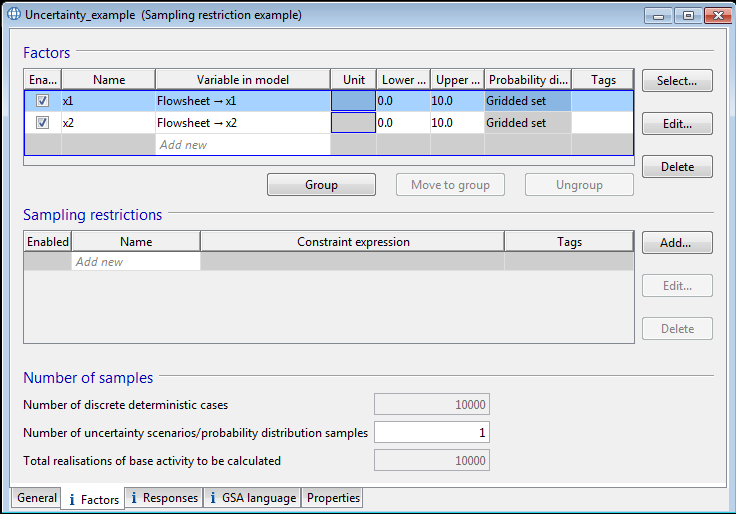 Uncertainty_example (Sampling restriction example)
Factors
Ena... Name Variable in model Unit Lower ... Upper ... Probability di... Tags
x1 Flowsheet → x1 0.0 10.0 Gridded set
x2 Flowsheet → x2 0.0 10.0 Gridded set
Add new
Select...
Edit...
Delete
Group Move to group Ungroup
Sampling restrictions
Enabled Name Constraint expression Tags
Add new
Add...
Edit...
Delete
Number of samples
Number of discrete deterministic cases 10000
Number of uncertainty scenarios/probability distribution samples 1
Total realisations of base activity to be calculated 10000
General i Factors i Responses i GSA language Properties